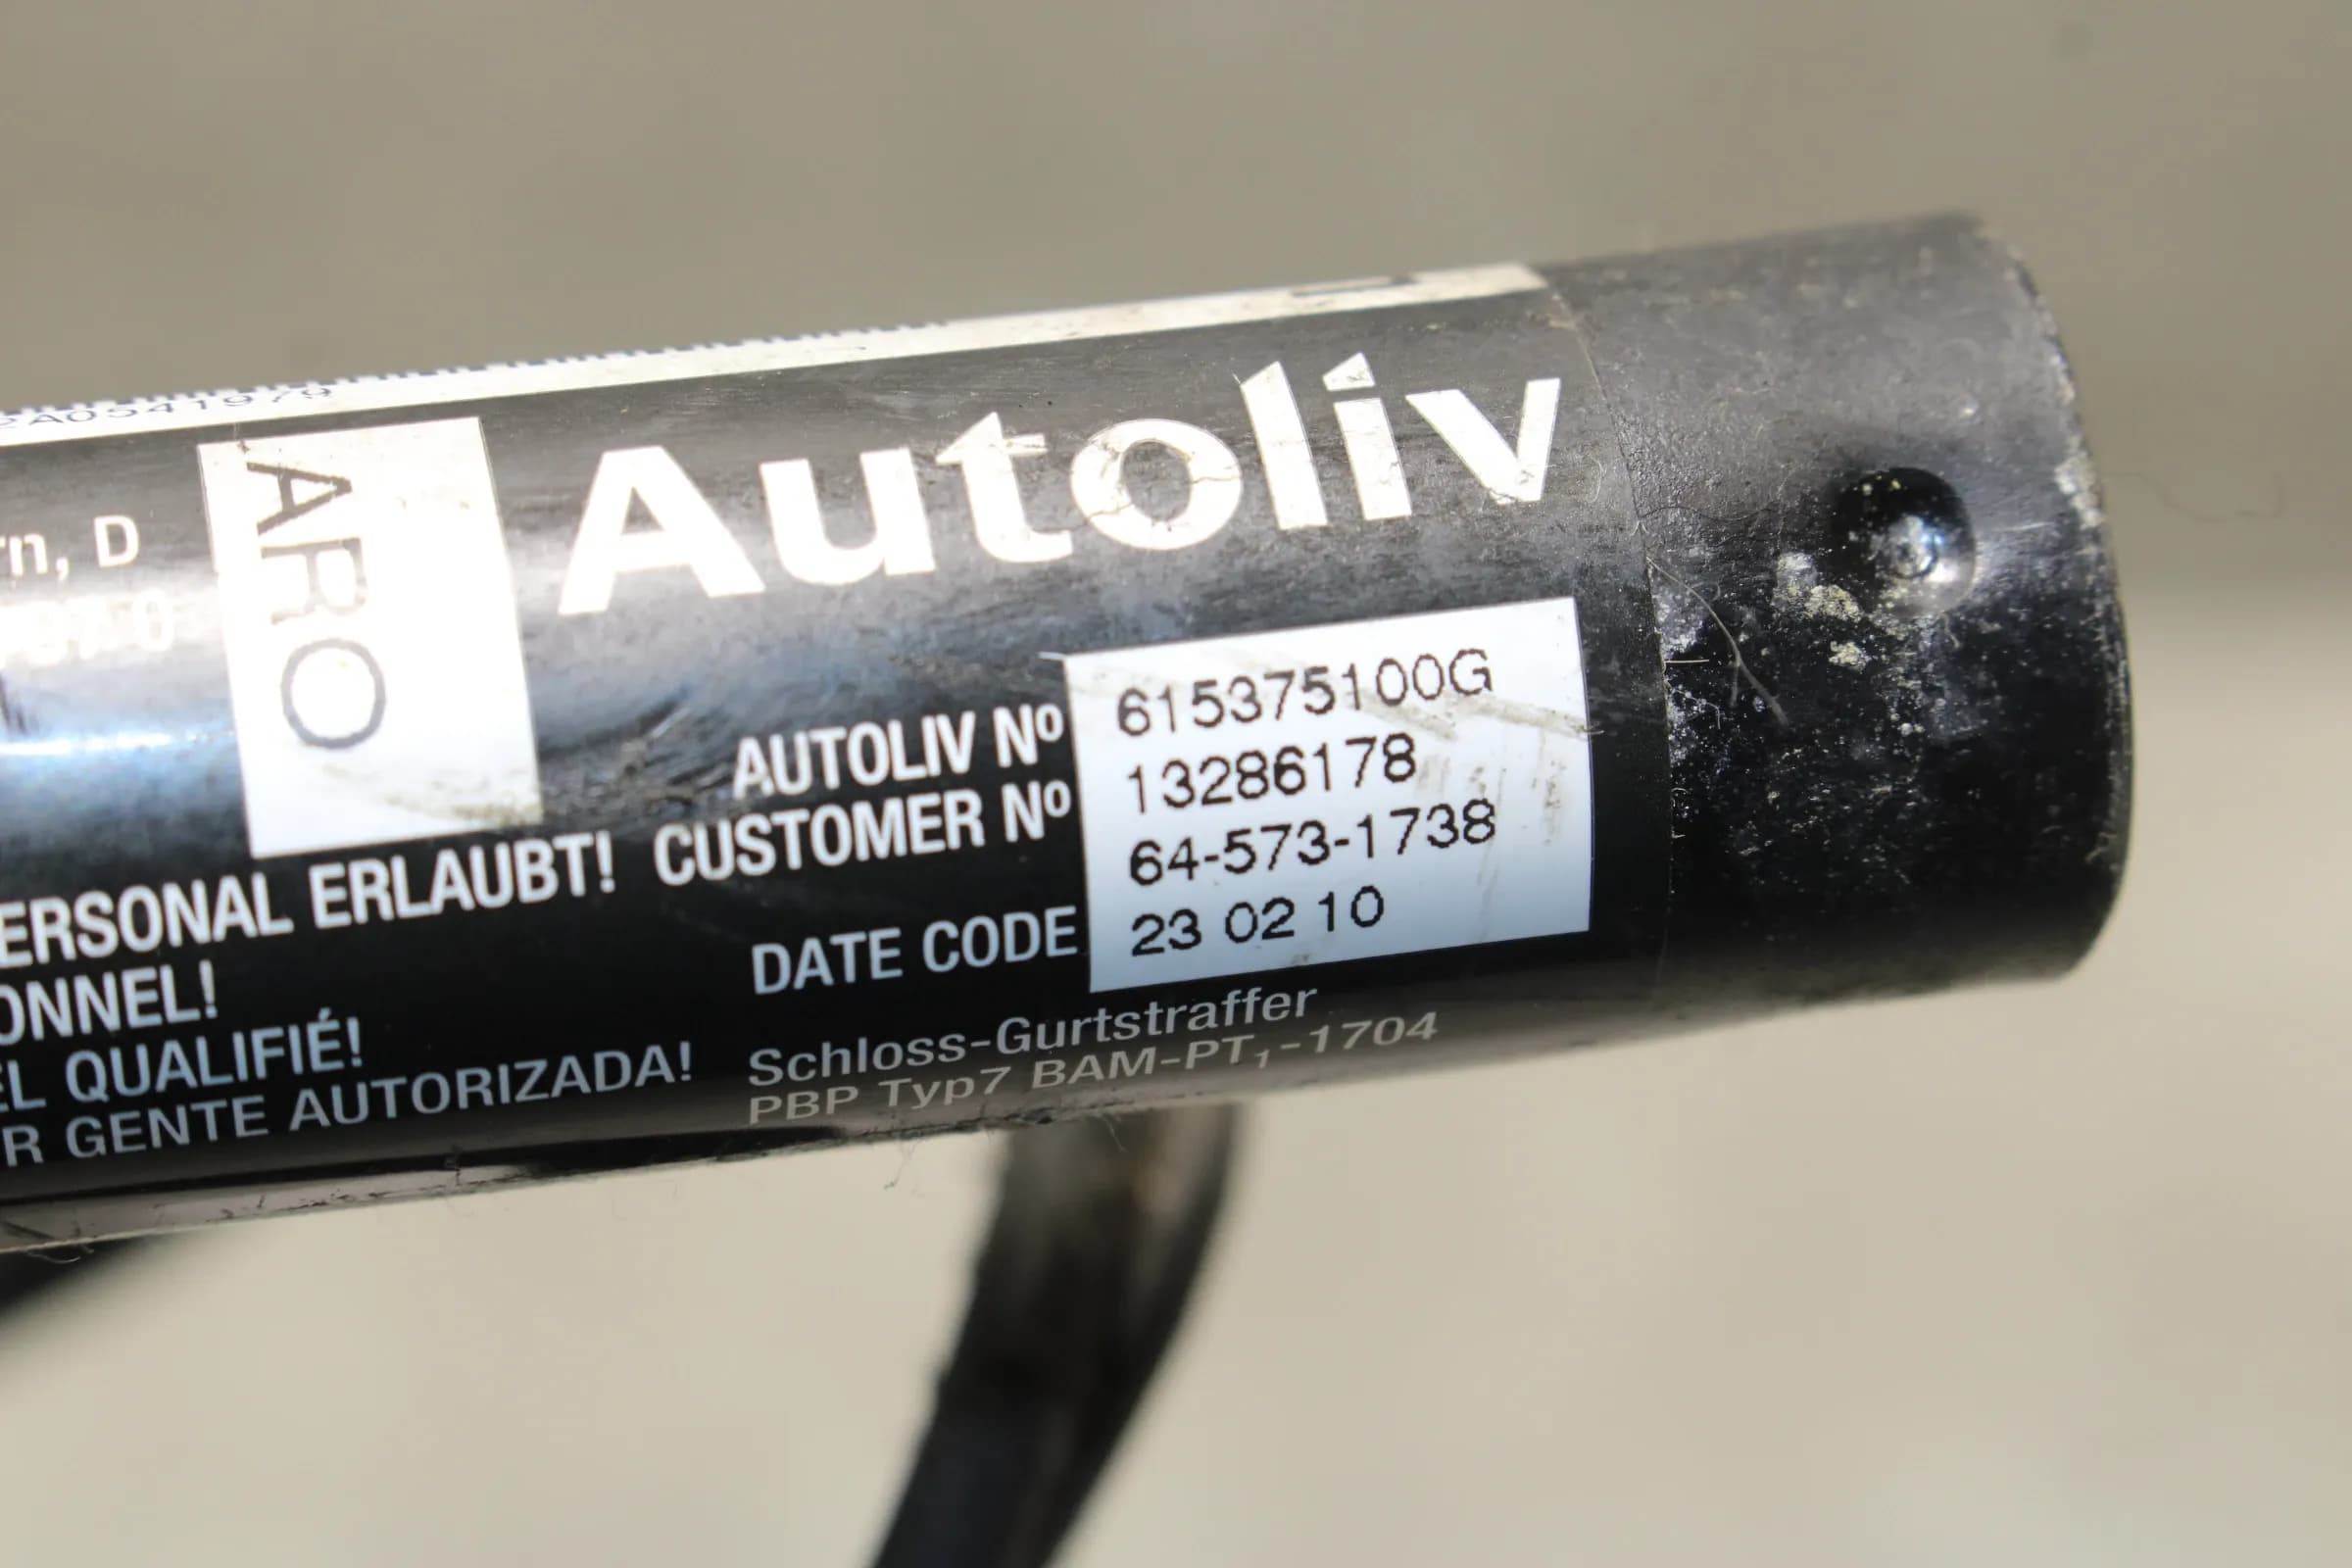 A0541979
ARO
Autoliv
, D
AUTOLIV Nº 615375100G
CUSTOMER Nº 13286178
64-573-1738
DATE CODE 23 02 10
ERSONAL ERLAUBT!
ONNEL!
EL QUALIFIÉ!
R GENTE AUTORIZADA!
Schloss-Gurtstraffer
PBP Typ7 BAM-PT₁-1704